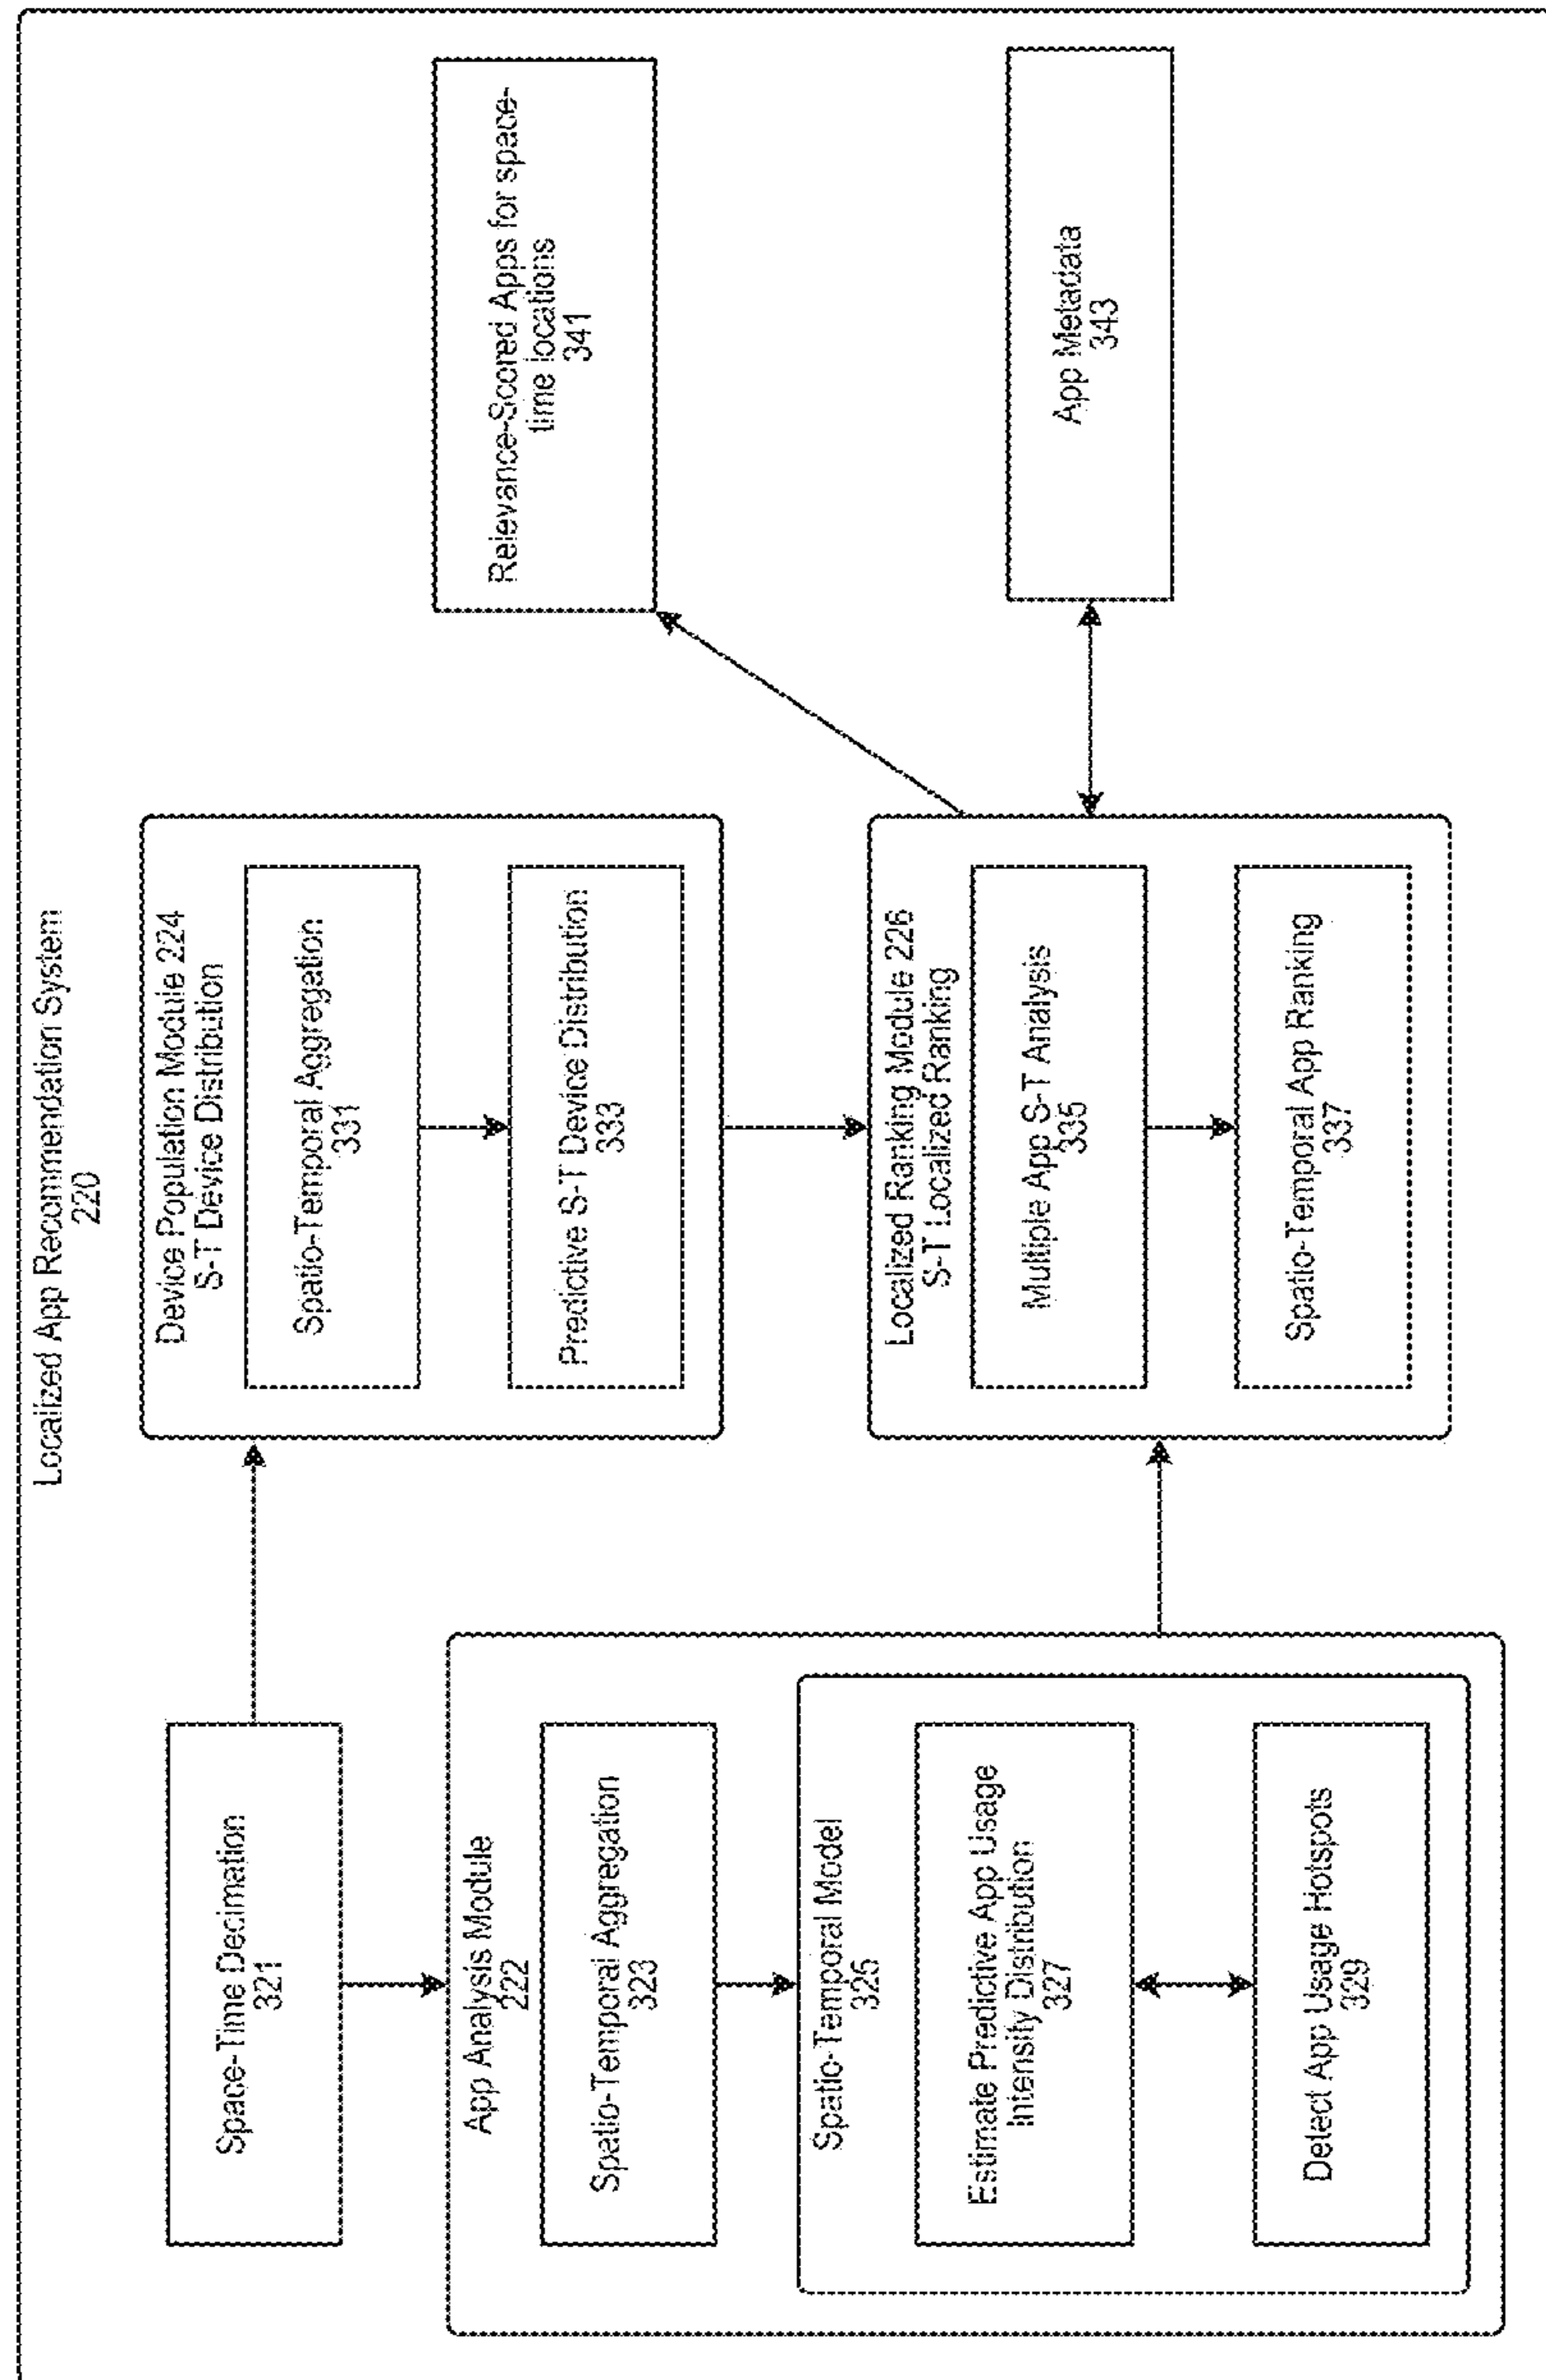 Localized App Recommendation System
220
Space-Time Decimation
321
App Analysis Module
222
Spatio-Temporal Aggregation
323
Spatio-Temporal Model
325
Estimate Predictive App Usage
Intensity Distribution
327
Detect App Usage Hotspots
329
Device Population Module 224
S-T Device Distribution
Spatio-Temporal Aggregation
331
Predictive S-T Device Distribution
333
Localized Ranking Module 226
S-T Localized Ranking
Multiple App S-T Analysis
335
Spatio-Temporal App Ranking
337
Relevance-Scored Apps for space-
time locations
341
App Metadata
343